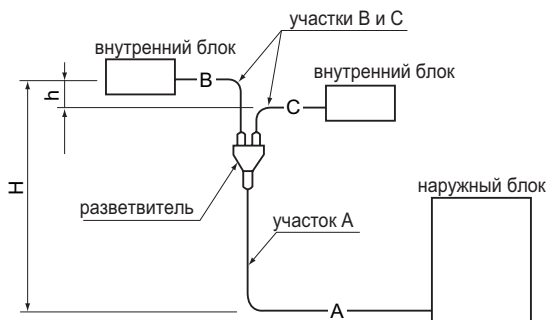 участки В и С
внутренний блок
внутренний блок
В
h
С
H
разветвитель
наружный блок
участок А
А